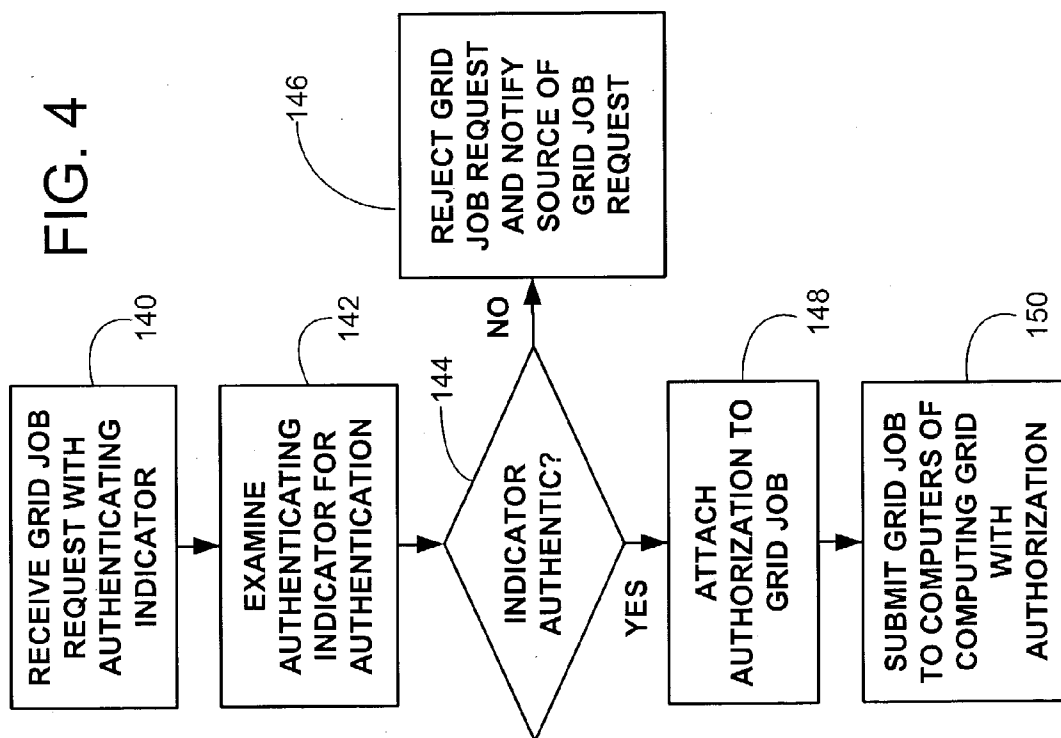 FIG. 4
RECEIVE GRID JOB
REQUEST WITH
AUTHENTICATING
INDICATOR
140
EXAMINE
AUTHENTICATING
INDICATOR FOR
AUTHENTICATION
142
INDICATOR
AUTHENTIC?
144
NO
REJECT GRID
JOB REQUEST
AND NOTIFY
SOURCE OF
GRID JOB
REQUEST
146
YES
ATTACH
AUTHORIZATION TO
GRID JOB
148
SUBMIT GRID JOB
TO COMPUTERS OF
COMPUTING GRID
WITH
AUTHORIZATION
150